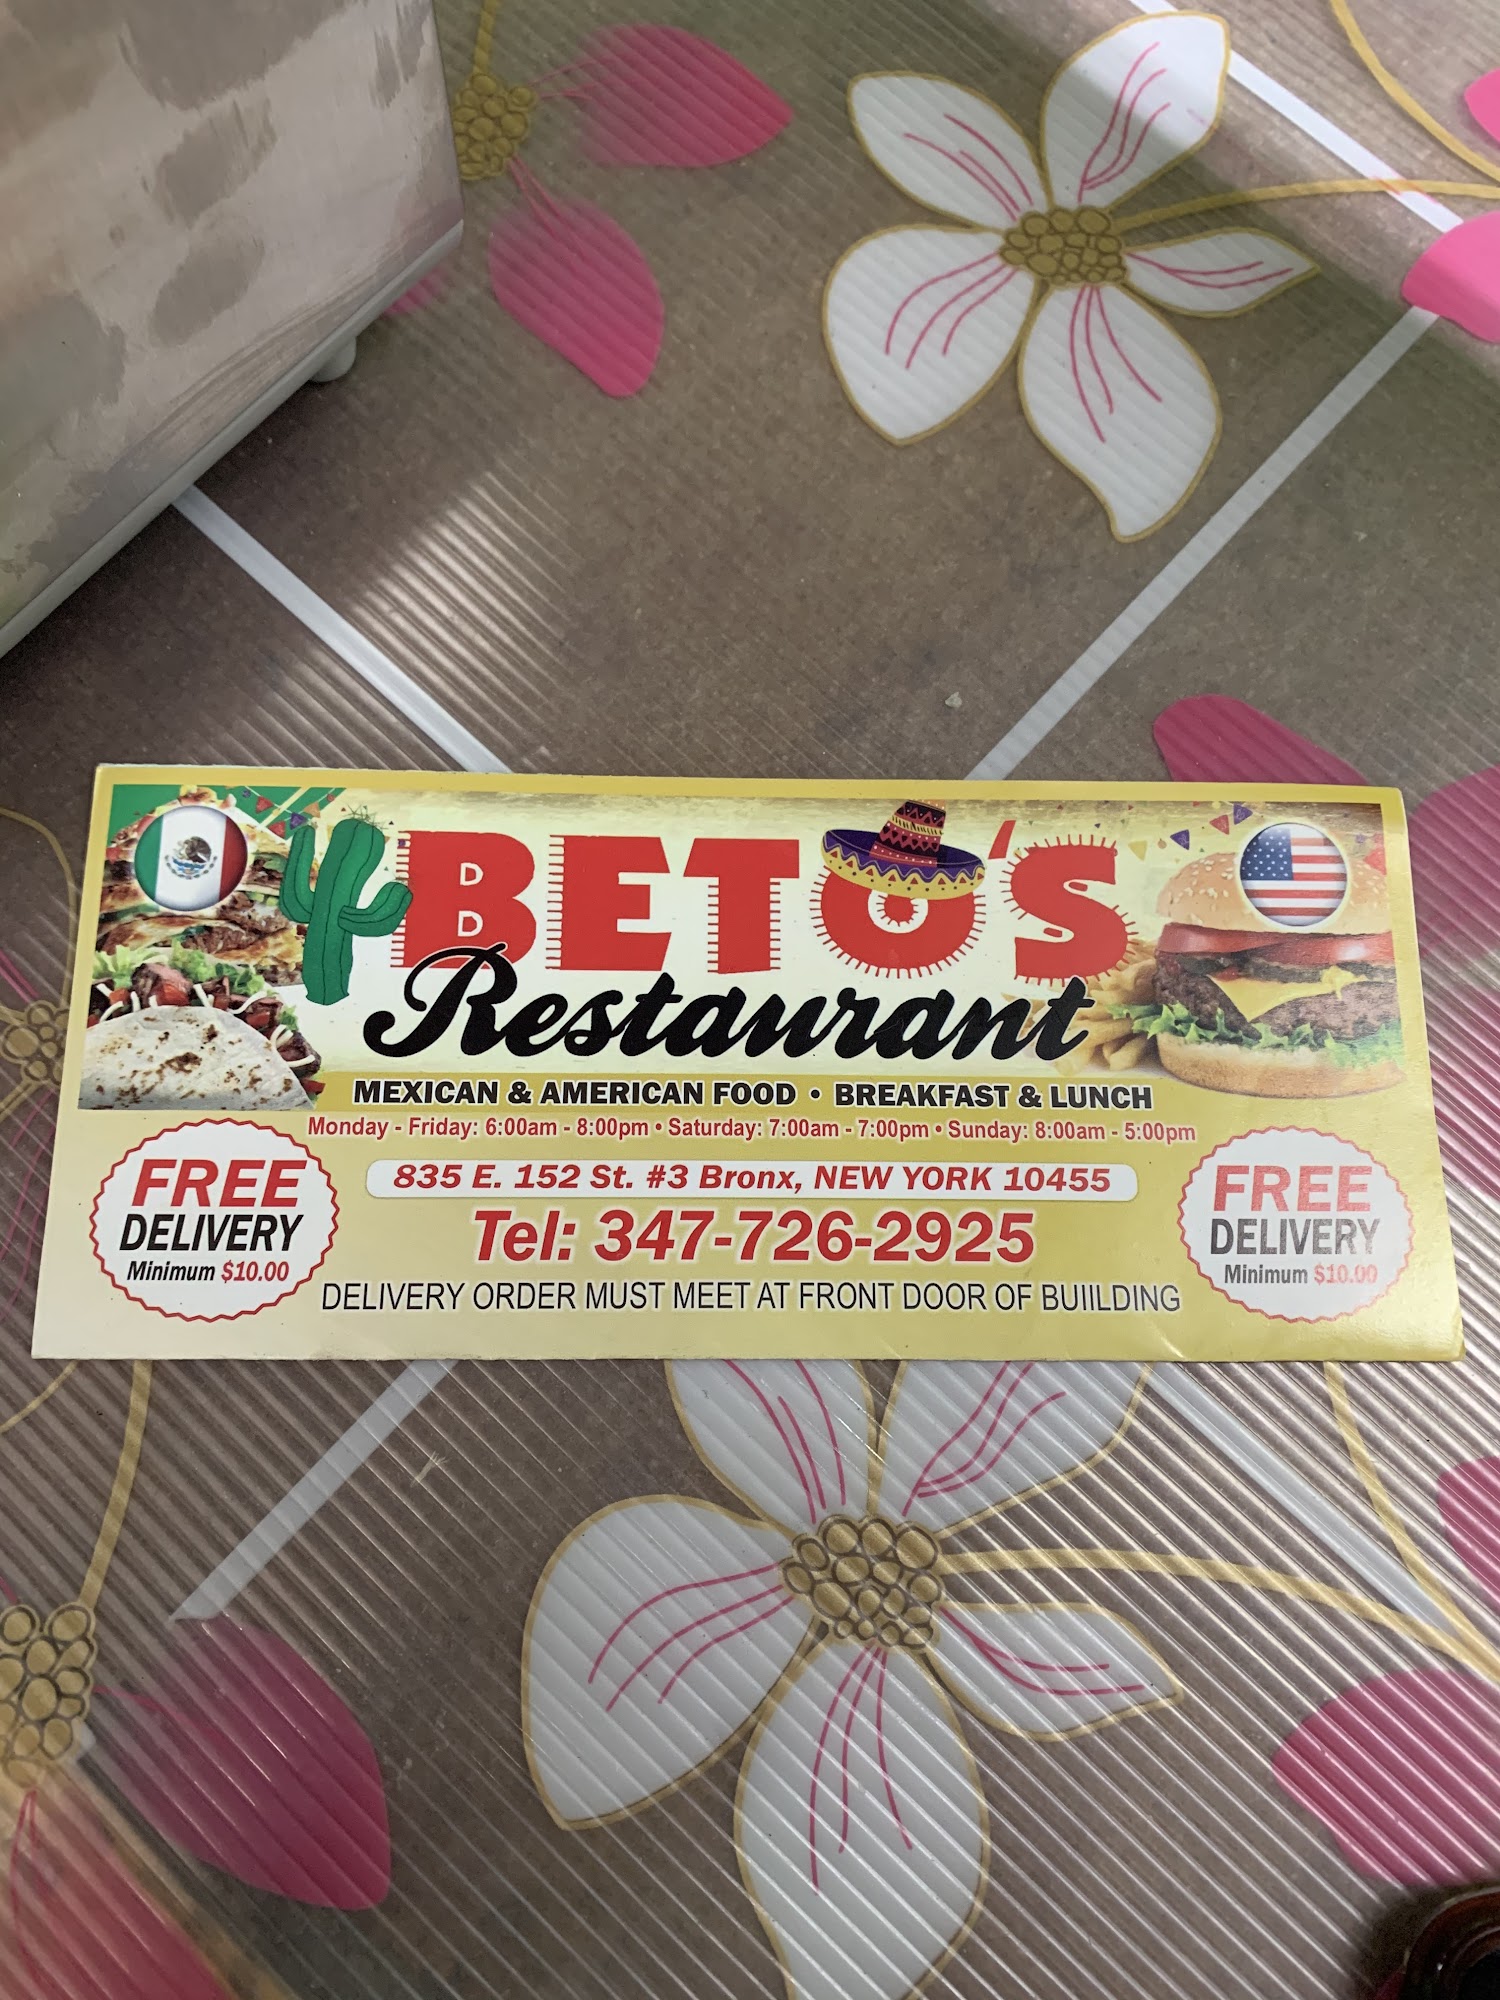 BETO'S
Restaurant
MEXICAN & AMERICAN FOOD • BREAKFAST & LUNCH
Monday - Friday: 6:00am - 8:00pm • Saturday: 7:00am - 7:00pm • Sunday: 8:00am - 5:00pm
835 E. 152 St. #3 Bronx, NEW YORK 10455
Tel: 347-726-2925
DELIVERY ORDER MUST MEET AT FRONT DOOR OF BUIILDING
FREE
DELIVERY
Minimum $10.00
FREE
DELIVERY
Minimum $10.00